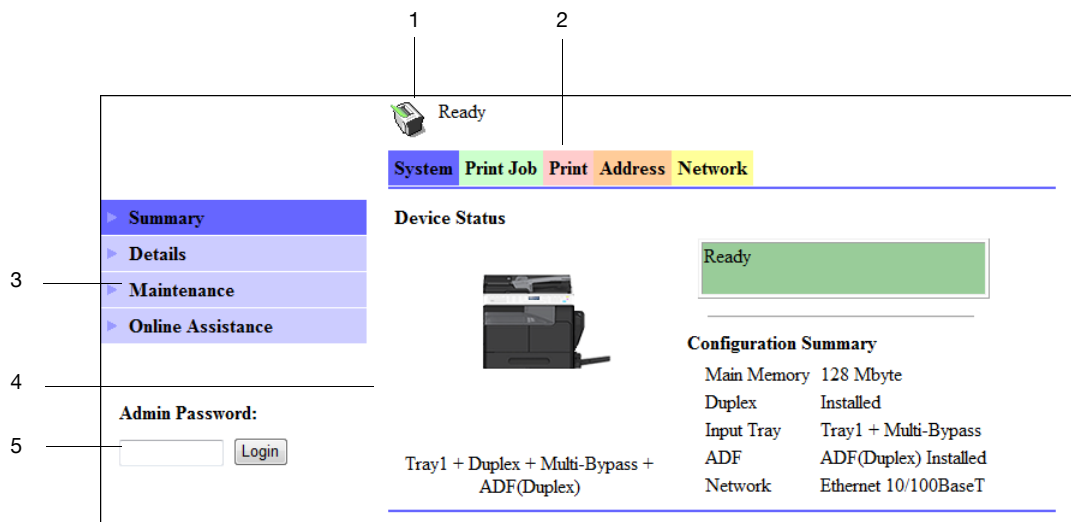 1
2
Ready
System Print Job Print Address Network
Summary
Details
3
Maintenance
Online Assistance
4
Admin Password:
5
Login
Device Status
Tray1 + Duplex + Multi-Bypass +
ADF(Duplex)
Ready
Configuration Summary
Main Memory 128 Mbyte
Duplex Installed
Input Tray Tray1 + Multi-Bypass
ADF ADF(Duplex) Installed
Network Ethernet 10/100BaseT